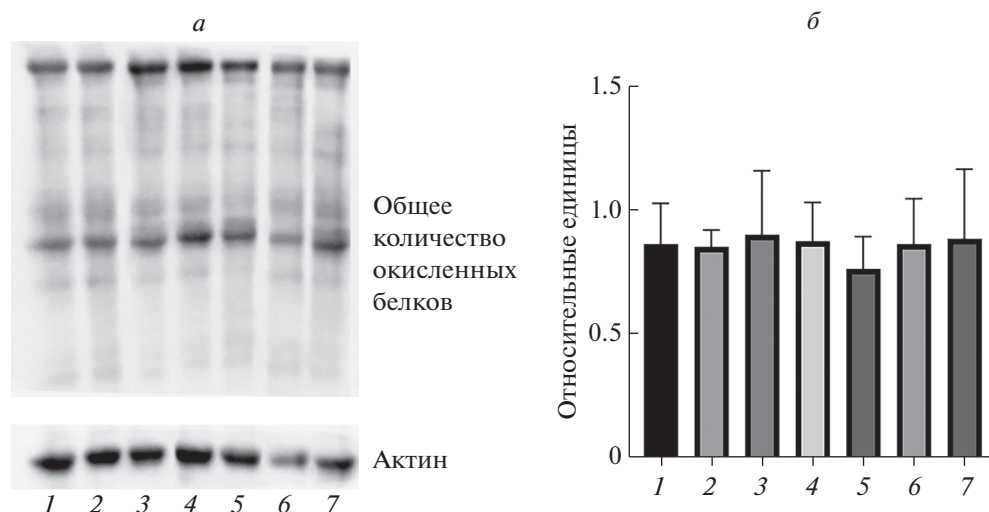 а
Общее
количество
окисленных
белков
Актин
1 2 3 4 5 6 7
б
Относительные единицы
1.5
1.0
0.5
0
1 2 3 4 5 6 7